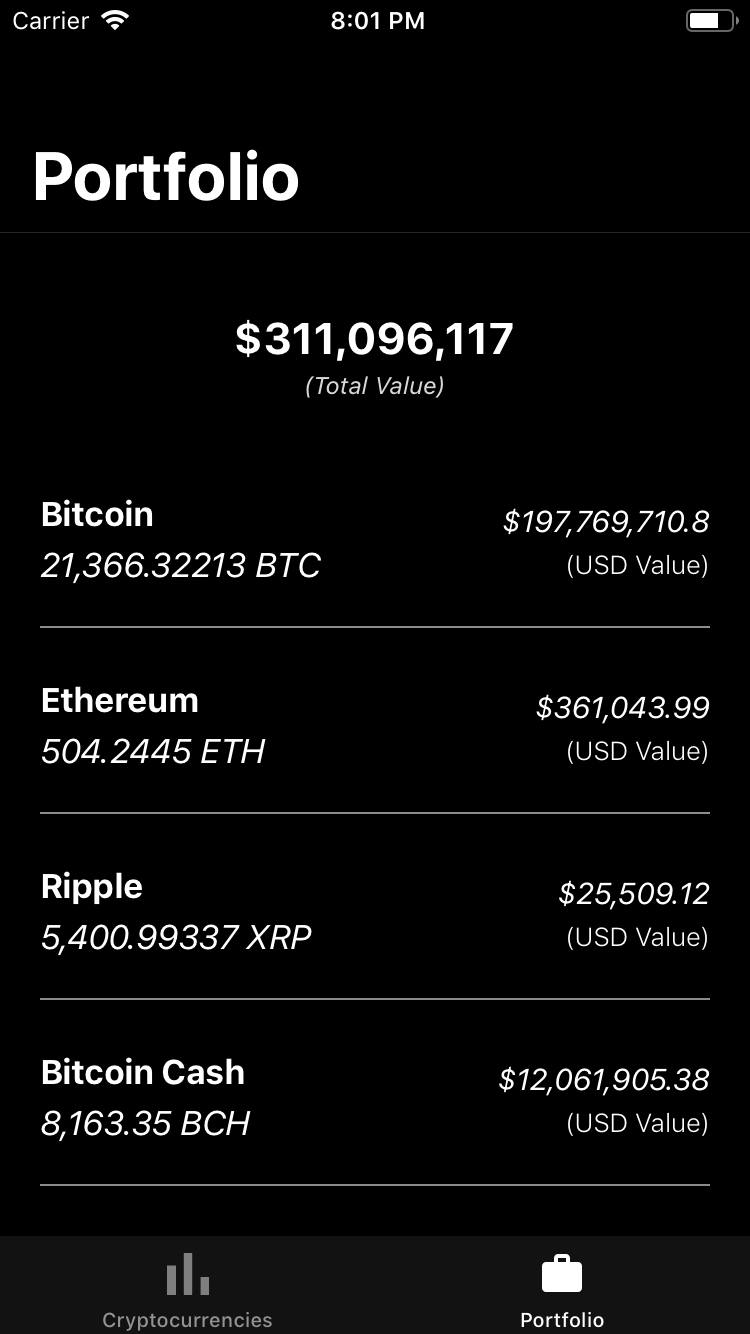 Carrier 8:01 PM
Portfolio
$311,096,117
(Total Value)
Bitcoin $197,769,710.8
21,366.32213 BTC (USD Value)
Ethereum $361,043.99
504.2445 ETH (USD Value)
Ripple $25,509.12
5,400.99337 XRP (USD Value)
Bitcoin Cash $12,061,905.38
8,163.35 BCH (USD Value)
Cryptocurrencies Portfolio